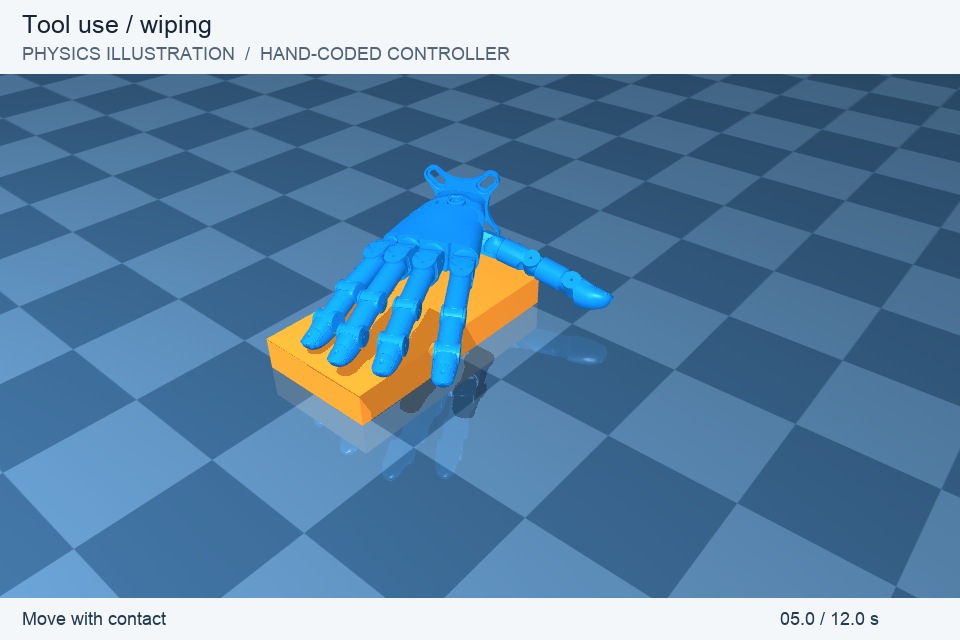 Tool use / wiping
PHYSICS ILLUSTRATION / HAND-CODED CONTROLLER
Move with contact
05.0 / 12.0 s